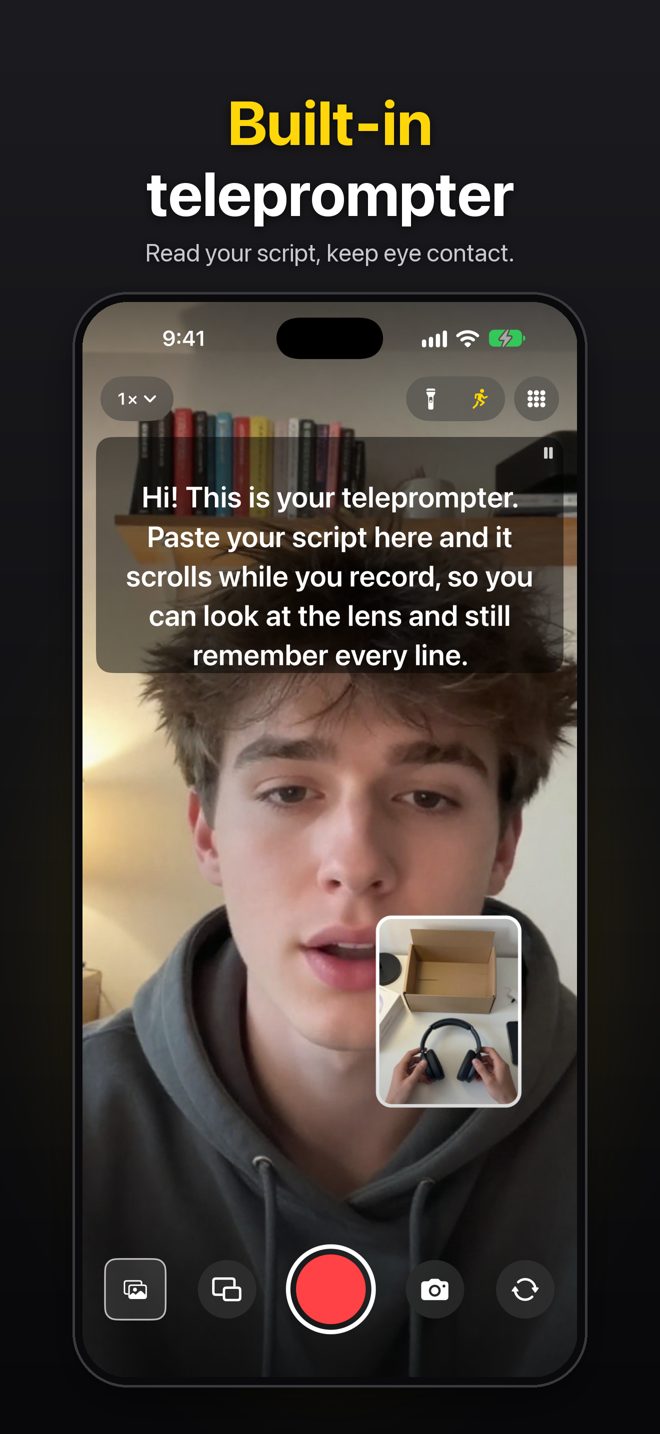 Built-in
teleprompter
Read your script, keep eye contact.
9:41
1×
Hi! This is your teleprompter.
Paste your script here and it
scrolls while you record, so you
can look at the lens and still
remember every line.